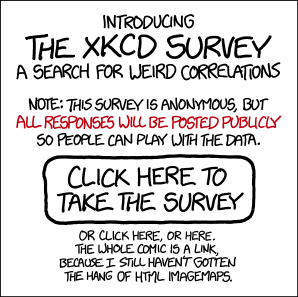 INTRODUCING
THE XKCD SURVEY
A SEARCH FOR WEIRD CORRELATIONS
NOTE: THIS SURVEY IS ANONYMOUS, BUT
ALL RESPONSES WILL BE POSTED PUBLICLY
SO PEOPLE CAN PLAY WITH THE DATA.
CLICK HERE TO
TAKE THE SURVEY
OR CLICK HERE, OR HERE.
THE WHOLE COMIC IS A LINK,
BECAUSE I STILL HAVEN'T GOTTEN
THE HANG OF HTML IMAGEMAPS.